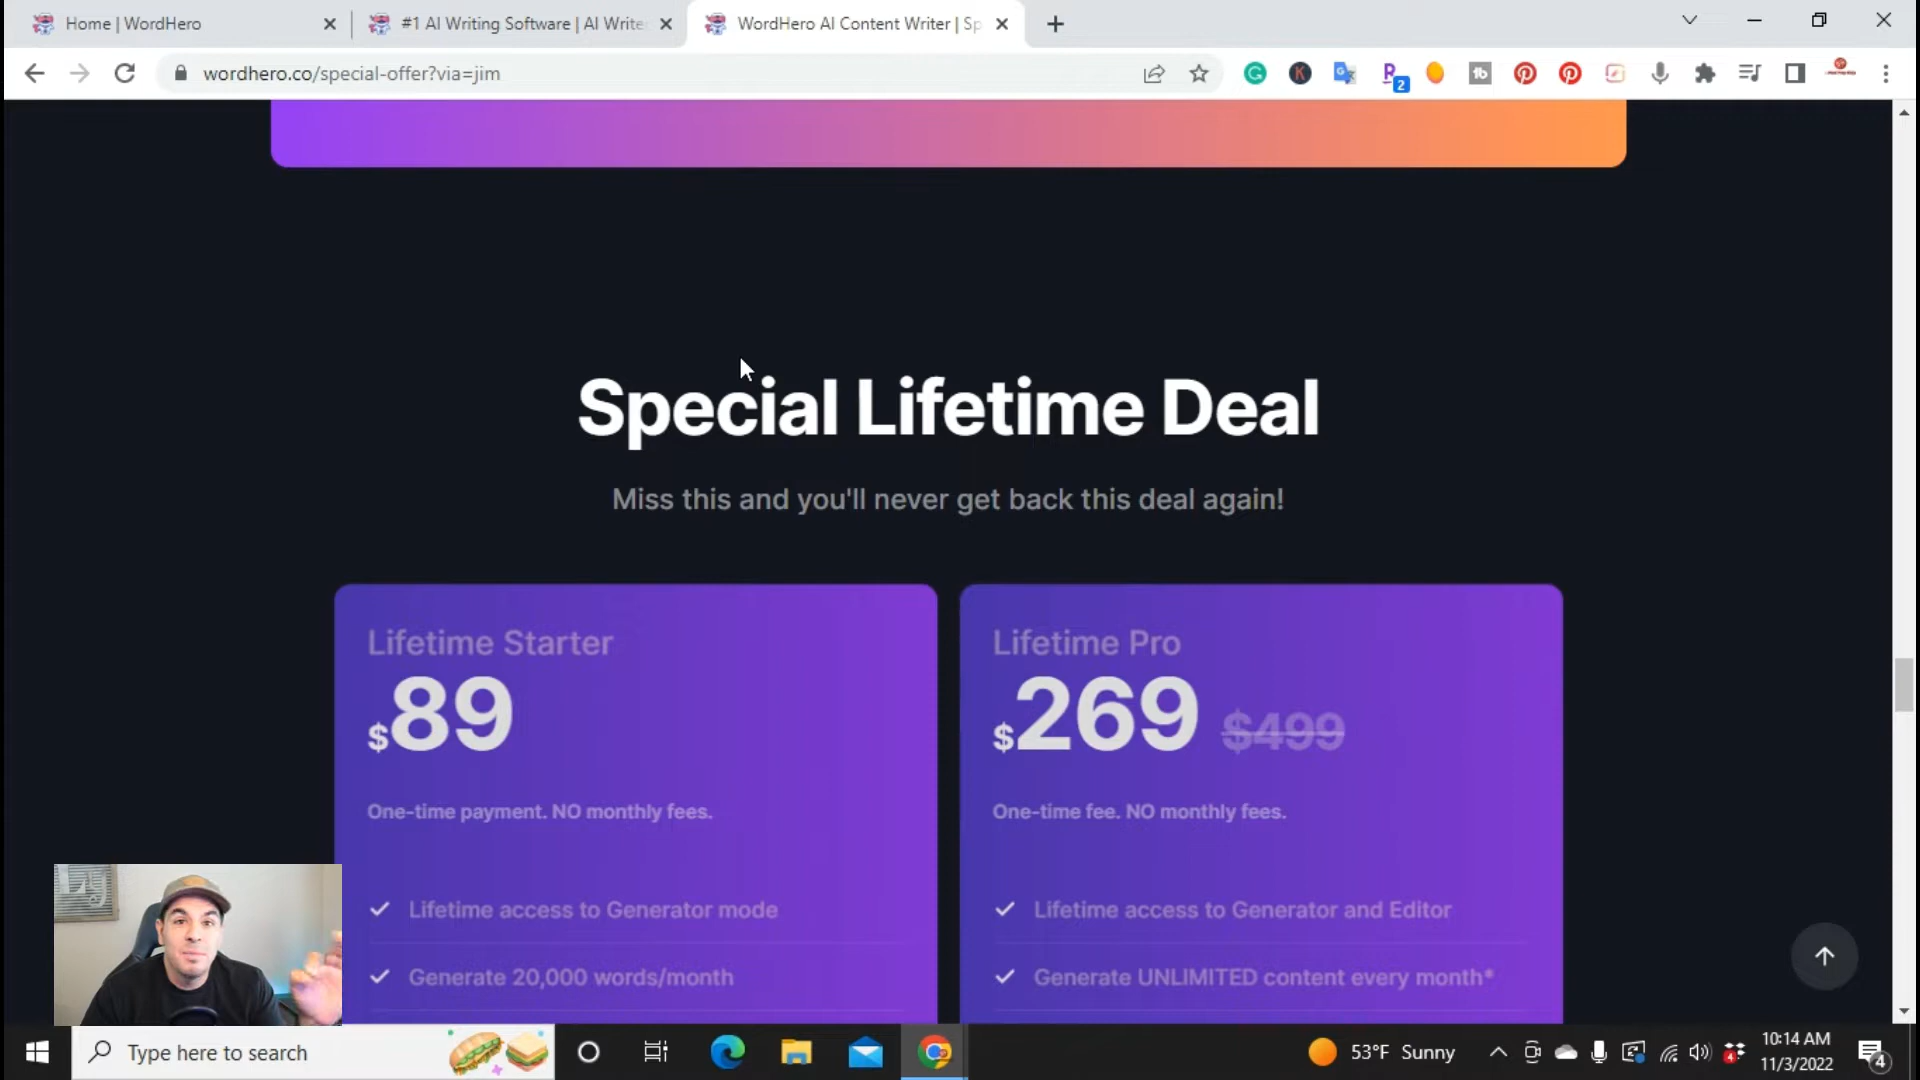 Home | WordHero
#1 AI Writing Software | AI Write
WordHero AI Content Writer | Sp
wordhero.co/special-offer?via=jim
2
Special Lifetime Deal
Miss this and you'll never get back this deal again!
Lifetime Starter
$89
One-time payment. NO monthly fees.
Lifetime access to Generator mode
Generate 20,000 words/month
Lifetime Pro
$269 $499
One-time fee. NO monthly fees.
Lifetime access to Generator and Editor
Generate UNLIMITED content every month*
Type here to search
53°F Sunny
4
10:14 AM
11/3/2022
4